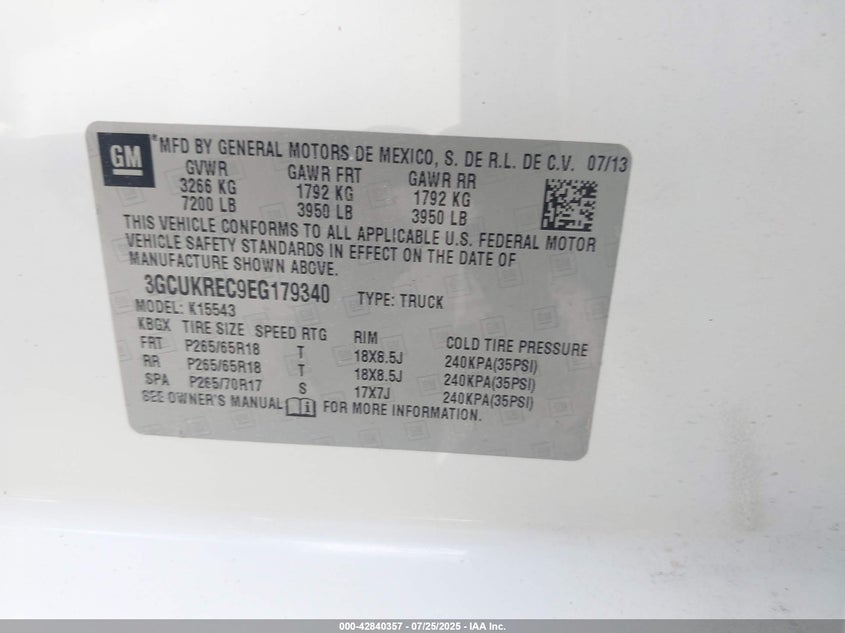 GM
*MFD BY GENERAL MOTORS DE MEXICO, S. DE R.L. DE C.V. 07/13
GVWR GAWR FRT GAWR RR
3266 KG 1792 KG 1792 KG
7200 LB 3950 LB 3950 LB
THIS VEHICLE CONFORMS TO ALL APPLICABLE U.S. FEDERAL MOTOR
VEHICLE SAFETY STANDARDS IN EFFECT ON THE DATE OF
MANUFACTURE SHOWN ABOVE.
3GCUKREC9EG179340 TYPE: TRUCK
MODEL: K15543
KBGX TIRE SIZE SPEED RTG RIM COLD TIRE PRESSURE
FRT P265/65R18 T 18X8.5J 240KPA(35PSI)
RR P265/65R18 T 18X8.5J 240KPA(35PSI)
SPA P265/70R17 S 17X7J 240KPA(35PSI)
SEE OWNER'S MANUAL FOR MORE INFORMATION.
000-42840357 - 07/25/2025 - IAA Inc.